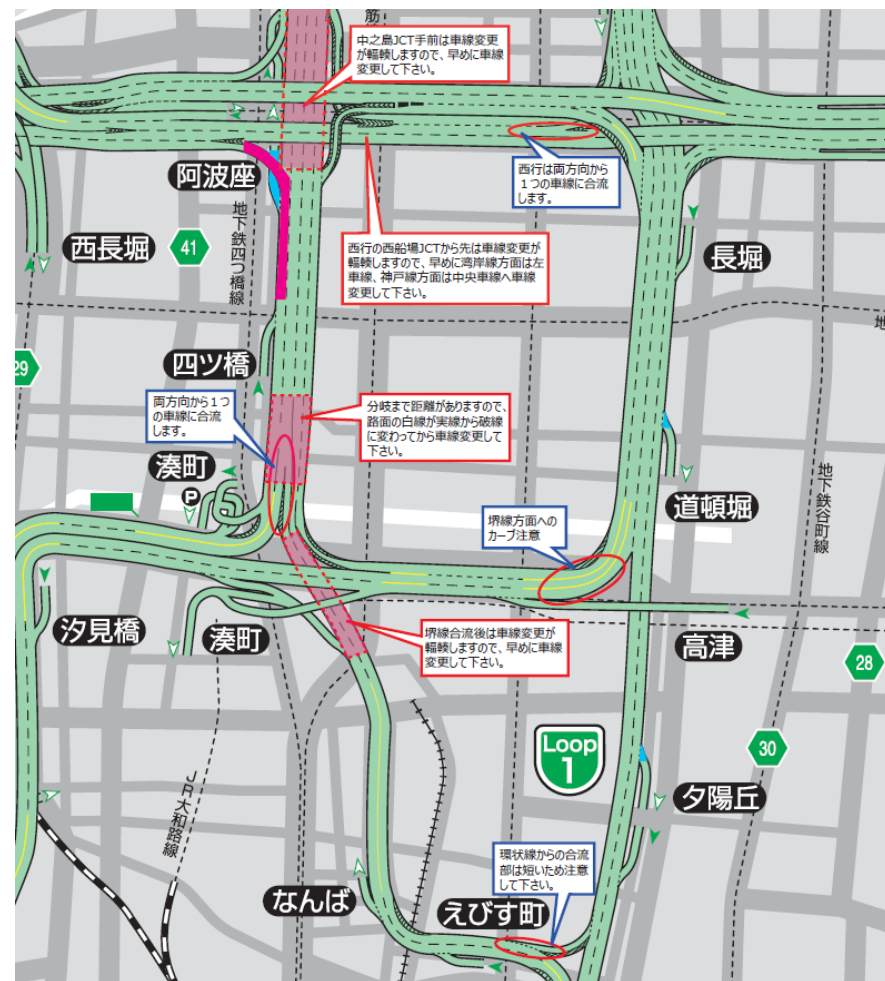 筋
中之島JCT手前は車線変更
が輻輳しますので、早めに車線
変更して下さい。
西行は両方向から
１つの車線に合流
します。
阿波座
地下鉄四つ橋線
西長堀
41
西行の西船場JCTから先は車線変更が
輻輳しますので、早めに湾岸線方面は左
車線、神戸線方面は中央車線へ車線
変更して下さい。
長堀
地
29
四ツ橋
両方向から１つ
の車線に合流
します。
分岐まで距離がありますので、
路面の白線が実線から破線
に変わってから車線変更して
下さい。
湊町
P
道頓堀
地下鉄谷町線
堺線方面への
カーブ注意
汐見橋
湊町
堺線合流後は車線変更が
輻輳しますので、早めに車線
変更して下さい。
高津
28
Loop
1
30
夕陽丘
JR大和路線
環状線からの合流
部は短いため注意
して下さい。
なんば
えびす町